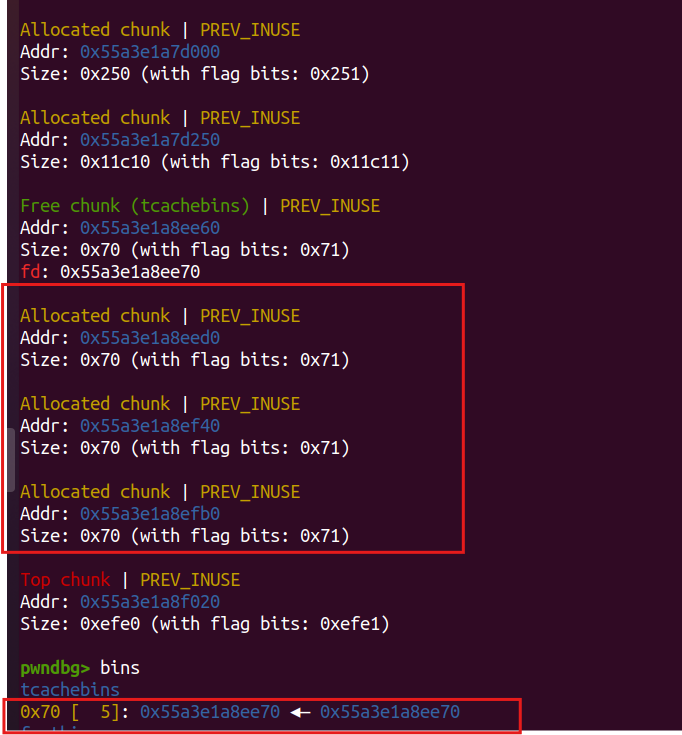 Allocated chunk | PREV_INUSE
Addr: 0x55a3e1a7d000
Size: 0x250 (with flag bits: 0x251)
Allocated chunk | PREV_INUSE
Addr: 0x55a3e1a7d250
Size: 0x11c10 (with flag bits: 0x11c11)
Free chunk (tcachebins) | PREV_INUSE
Addr: 0x55a3e1a8ee60
Size: 0x70 (with flag bits: 0x71)
fd: 0x55a3e1a8ee70
Allocated chunk | PREV_INUSE
Addr: 0x55a3e1a8eed0
Size: 0x70 (with flag bits: 0x71)
Allocated chunk | PREV_INUSE
Addr: 0x55a3e1a8ef40
Size: 0x70 (with flag bits: 0x71)
Allocated chunk | PREV_INUSE
Addr: 0x55a3e1a8efb0
Size: 0x70 (with flag bits: 0x71)
Top chunk | PREV_INUSE
Addr: 0x55a3e1a8f020
Size: 0xefe0 (with flag bits: 0xefe1)
pwndbg> bins
tcachebins
0x70 [  5]: 0x55a3e1a8ee70 ◂— 0x55a3e1a8ee70